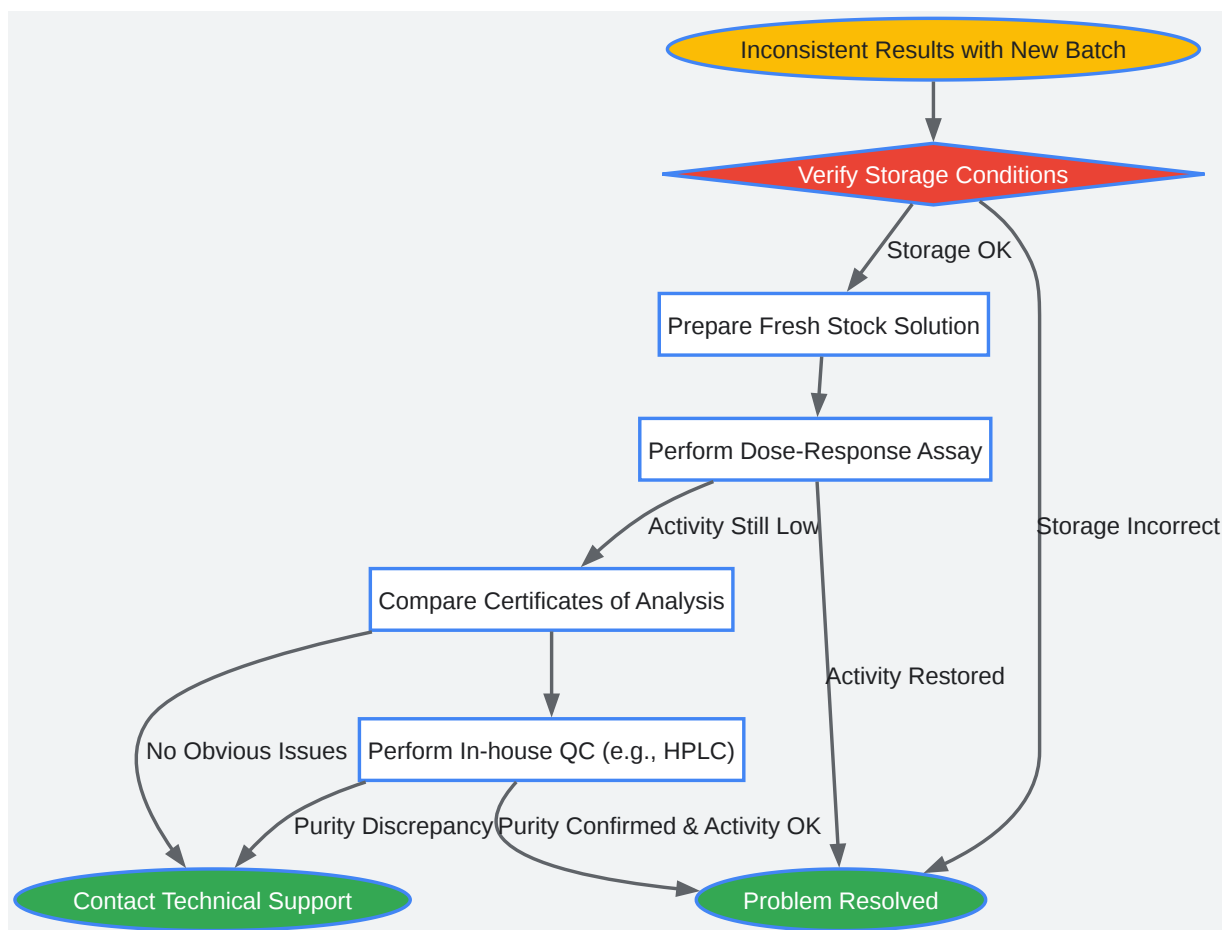 Inconsistent Results with New Batch
Verify Storage Conditions
Storage OK
Prepare Fresh Stock Solution
Perform Dose-Response Assay
Activity Still Low
Storage Incorrect
Compare Certificates of Analysis
Activity Restored
No Obvious Issues
Perform In-house QC (e.g., HPLC)
Purity Discrepancy
Purity Confirmed & Activity OK
Contact Technical Support
Problem Resolved